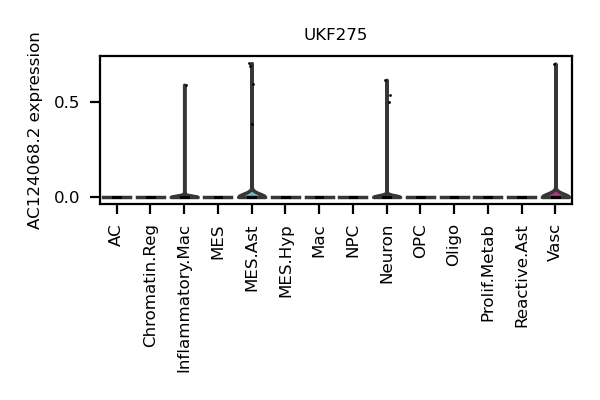 UKF275
AC124068.2 expression
0.5
0.0
AC
Chromatin.Reg
Inflammatory.Mac
MES
MES.Ast
MES.Hyp
Mac
NPC
Neuron
OPC
Oligo
Prolif.Metab
Reactive.Ast
Vasc